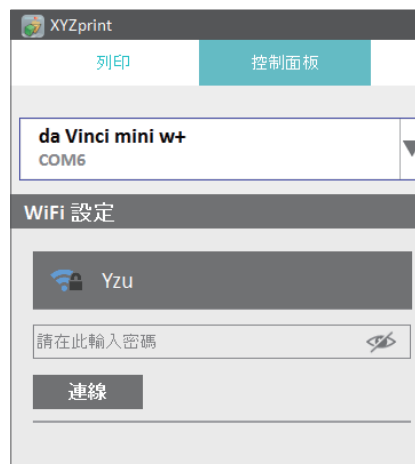 XYZprint
列印
控制面板
da Vinci mini w+
COM6
WiFi 設定
Yzu
請在此輸入密碼
連線